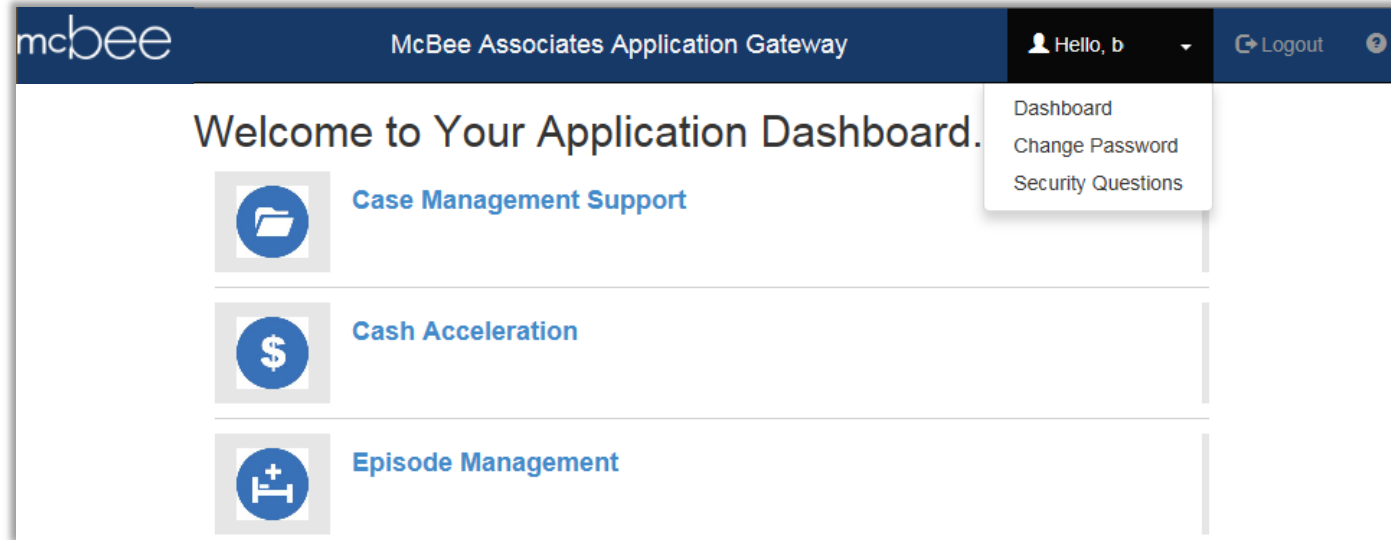 mcbee
McBee Associates Application Gateway
Hello, b
Logout
?
Dashboard
Change Password
Security Questions
Welcome to Your Application Dashboard.
Case Management Support
$
Cash Acceleration
Episode Management